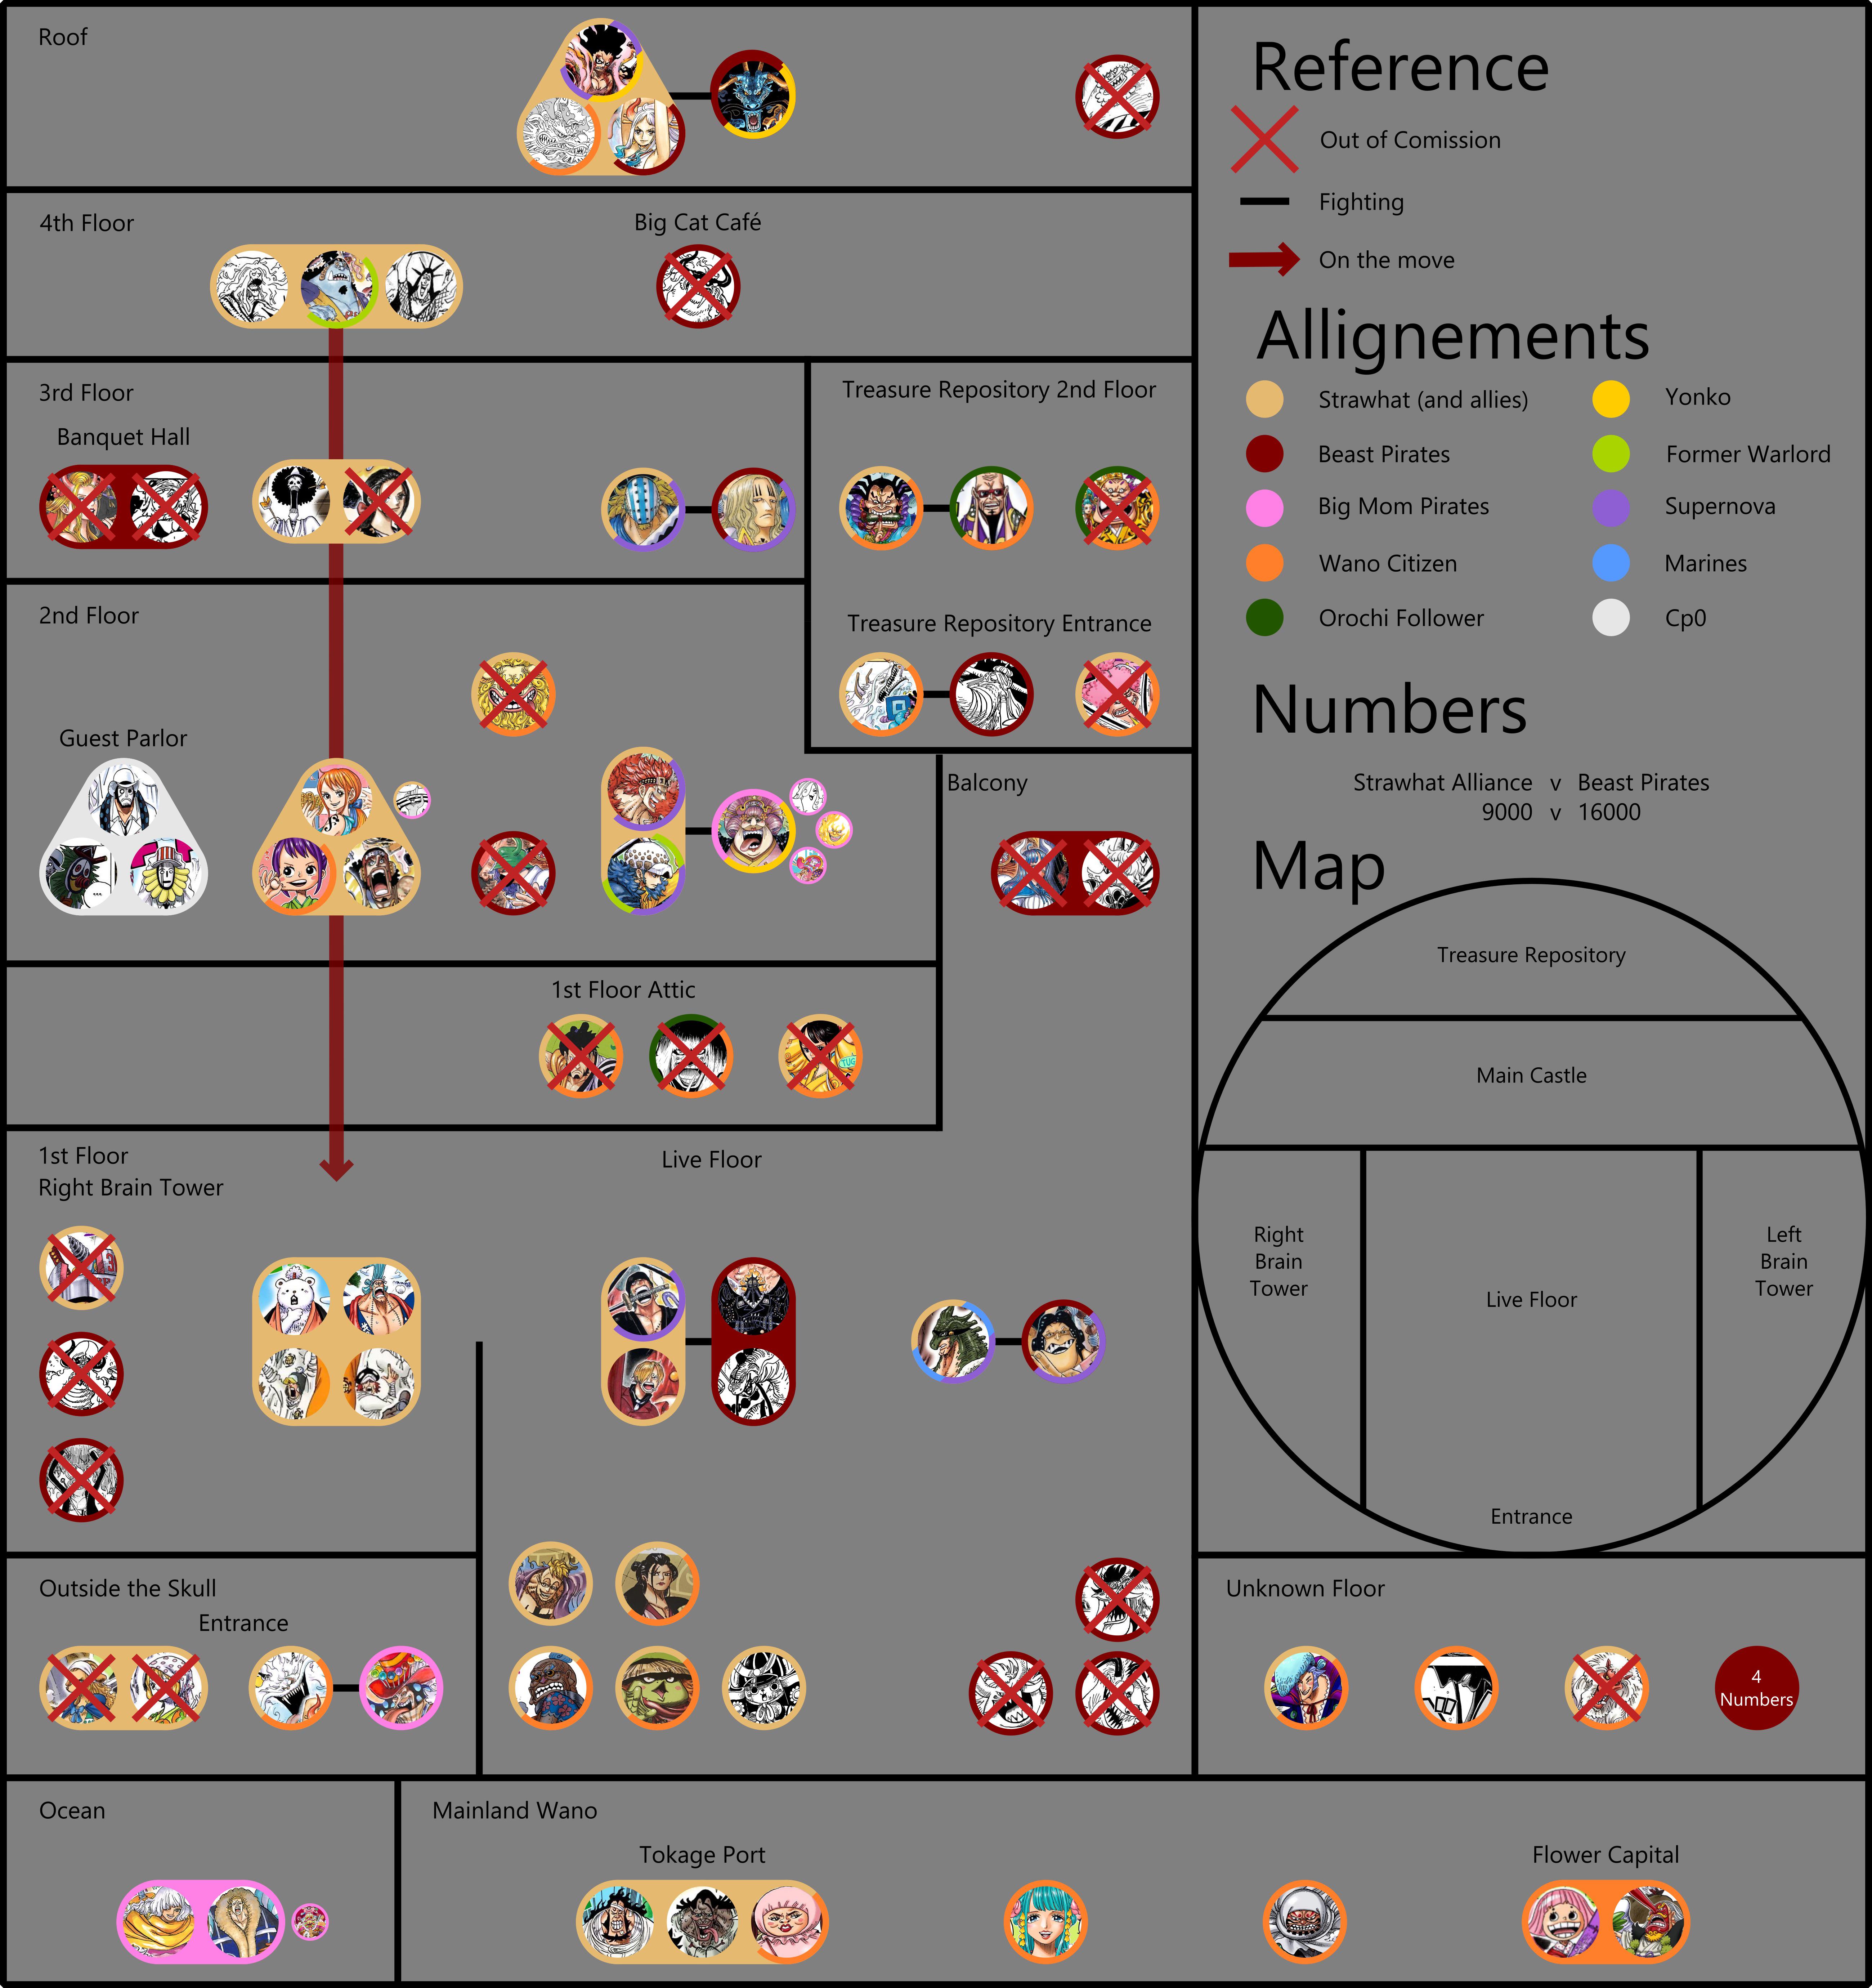 Roof
4th Floor
Big Cat Café
3rd Floor
Banquet Hall
Treasure Repository 2nd Floor
2nd Floor
Treasure Repository Entrance
Guest Parlor
Balcony
1st Floor Attic
1st Floor
Right Brain Tower
Live Floor
Outside the Skull
Entrance
Ocean
Mainland Wano
Tokage Port
Flower Capital
Reference
Out of Comission
Fighting
On the move
Allignements
Strawhat (and allies)
Yonko
Beast Pirates
Former Warlord
Big Mom Pirates
Supernova
Wano Citizen
Marines
Orochi Follower
Cp0
Numbers
Strawhat Alliance v Beast Pirates
9000 v 16000
Map
Treasure Repository
Main Castle
Right
Brain
Tower
Live Floor
Left
Brain
Tower
Entrance
Unknown Floor
4
Numbers